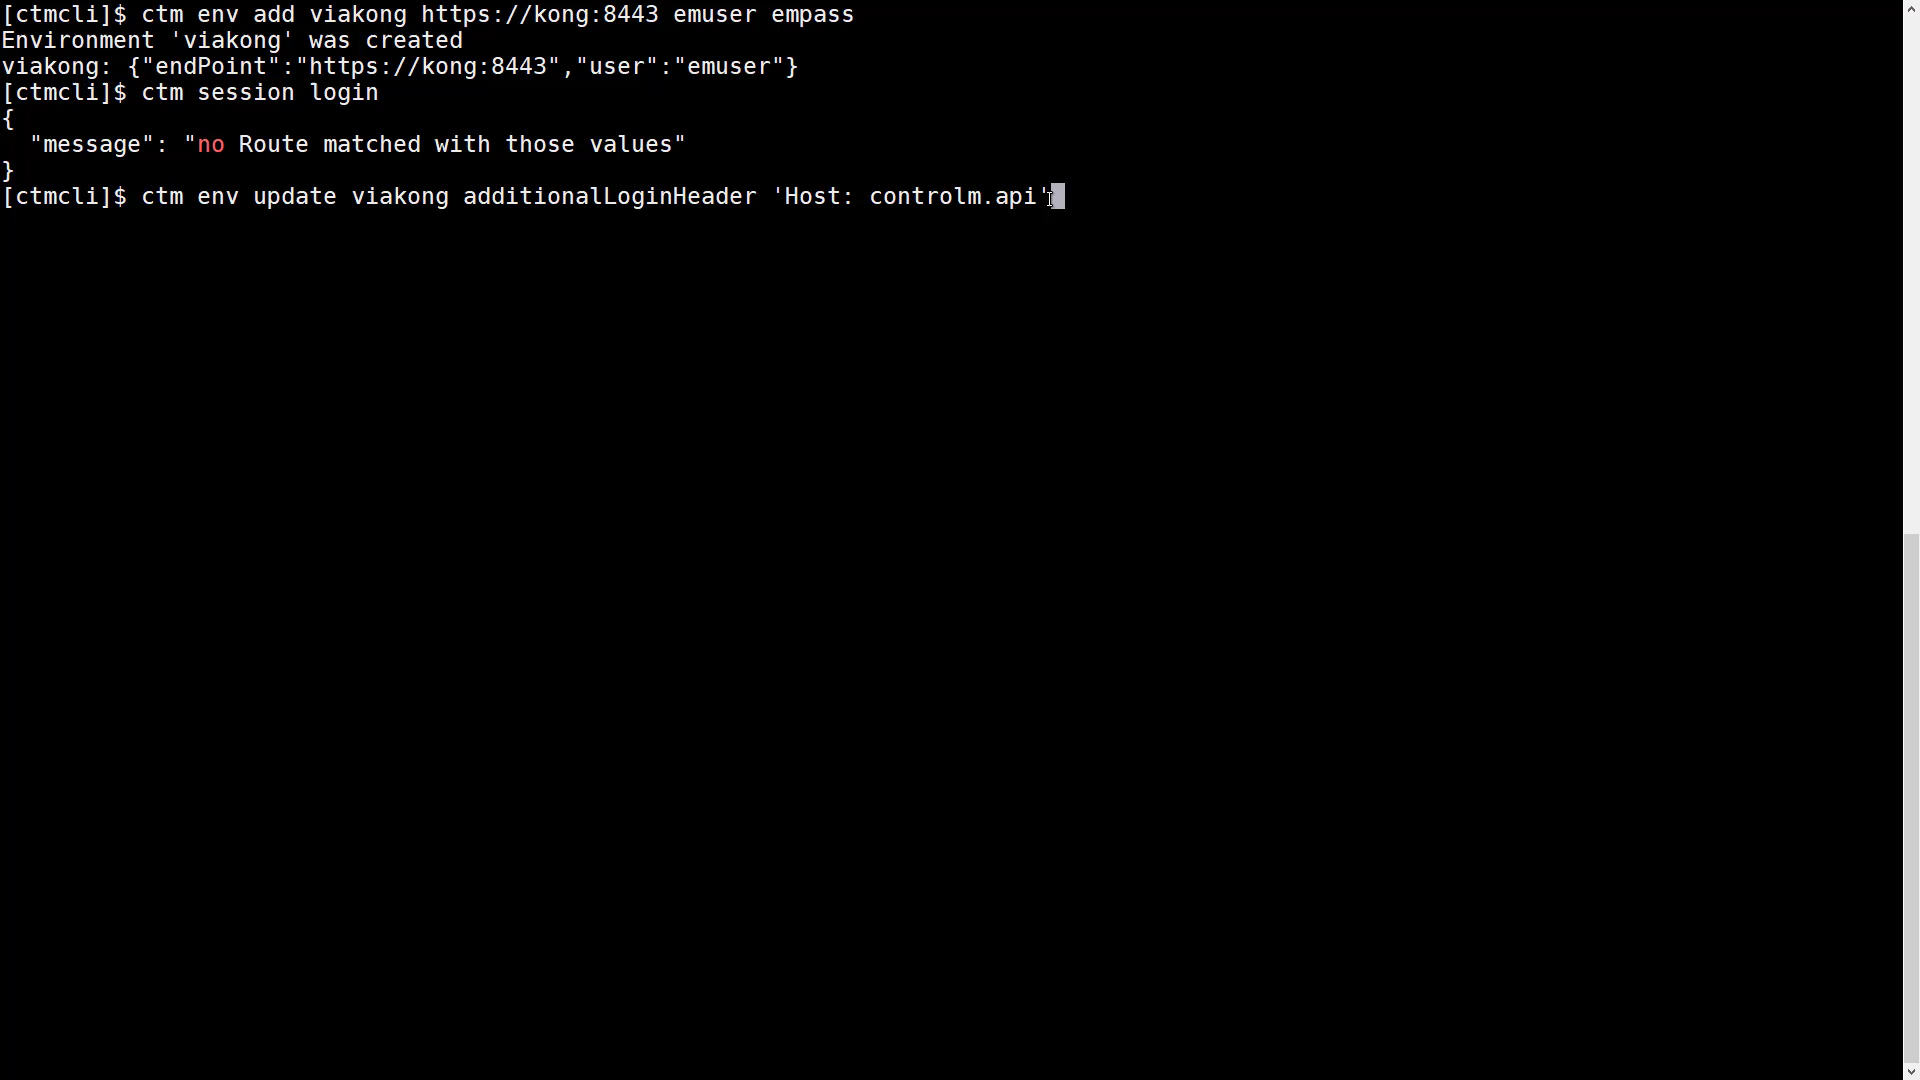 [ctmcli]$ ctm env add viakong https://kong:8443 emuser empass
Environment 'viakong' was created
viakong: {"endPoint":"https://kong:8443","user":"emuser"}
[ctmcli]$ ctm session login
{
  "message": "no Route matched with those values"
}
[ctmcli]$ ctm env update viakong additionalLoginHeader 'Host: controlm.api'